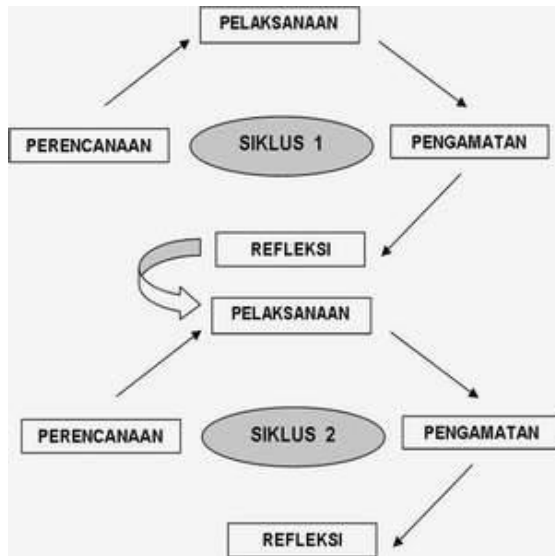 PELAKSANAAN
PERENCANAAN
SIKLUS 1
PENGAMATAN
REFLEKSI
PELAKSANAAN
PERENCANAAN
SIKLUS 2
PENGAMATAN
REFLEKSI